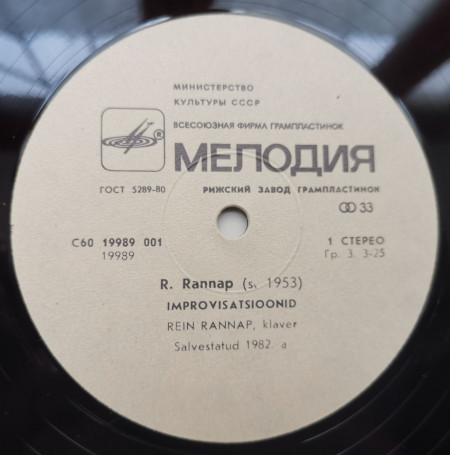 МИНИСТЕРСТВО
КУЛЬТУРЫ СССР
ВСЕСОЮЗНАЯ ФИРМА ГРАМПЛАСТИНОК
® МЕЛОДИЯ
ГОСТ 5289-80 РИЖСКИЙ ЗАВОД ГРАМПЛАСТИНОК
33
С60 19989 001 1 СТЕРЕО
19989 Гр. 3. 3-25
R. Rannap (s. 1953)
IMPROVISATSIOONID
REIN RANNAP, klaver
Salvestatud 1982. a